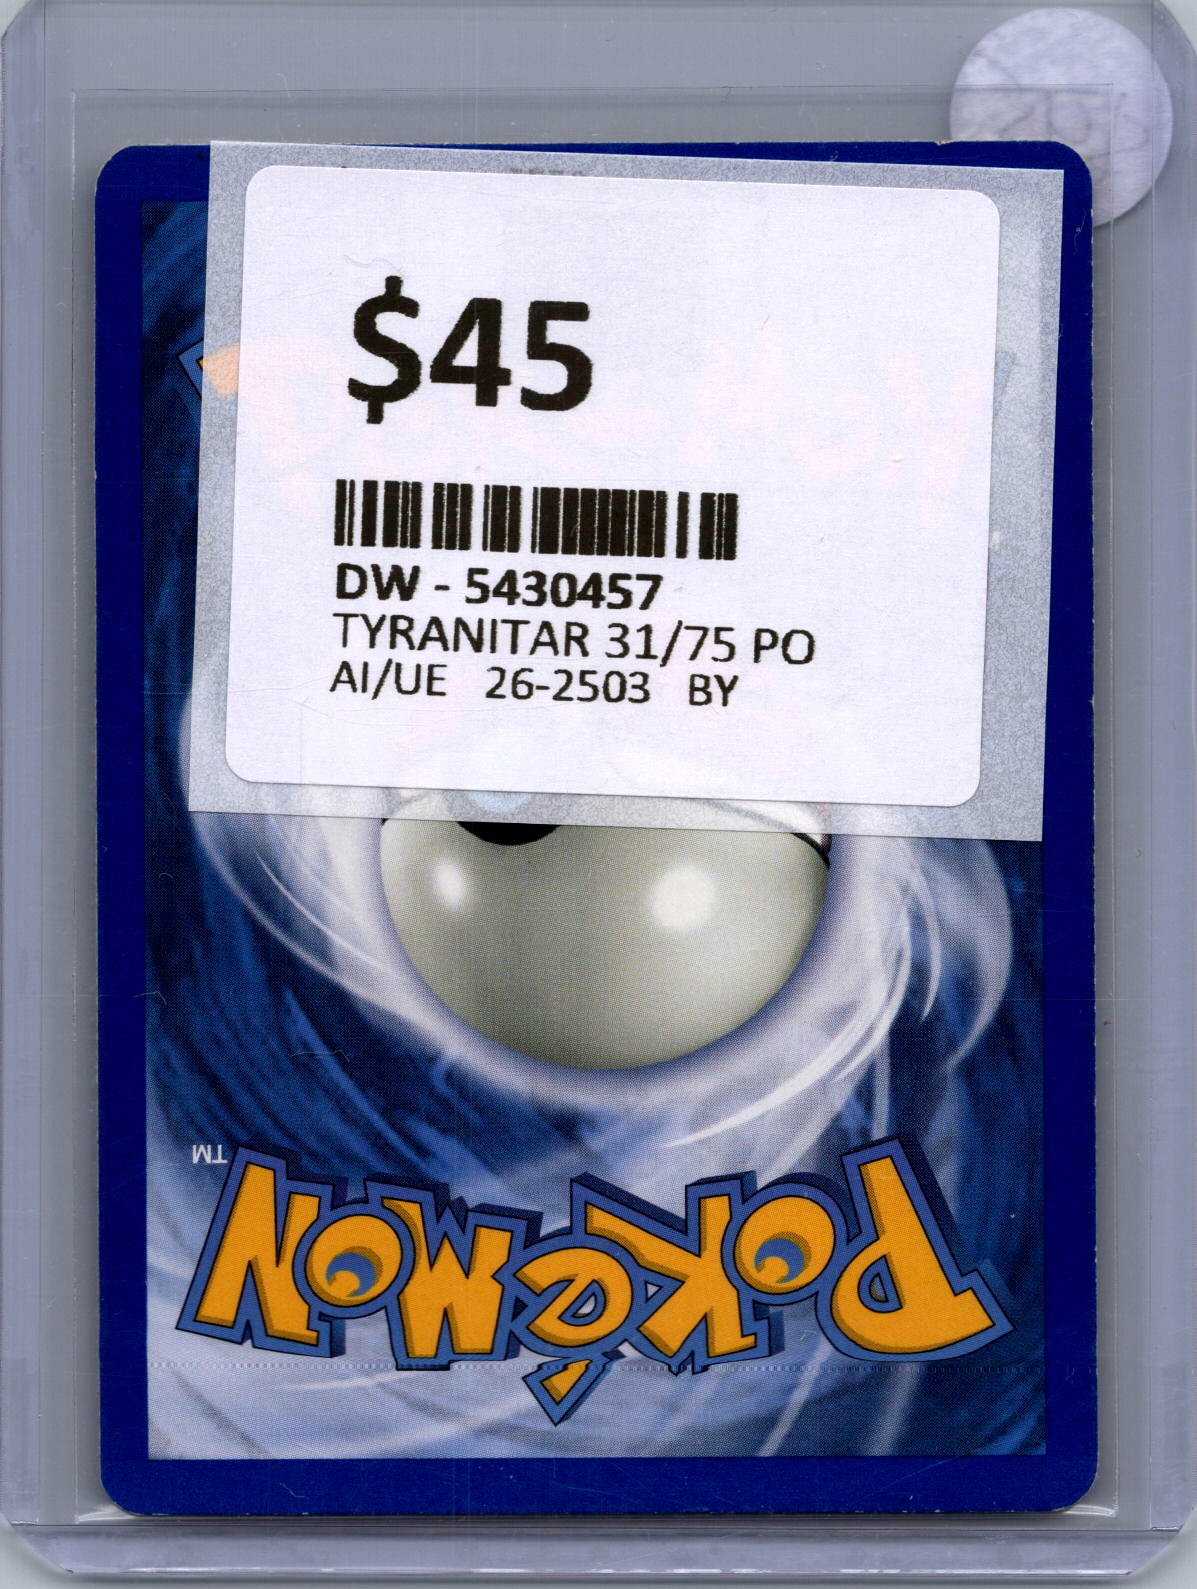 $45
DW - 5430457
TYRANITAR 31/75 PO
AI/UE 26-2503 BY
TM
POKéMON